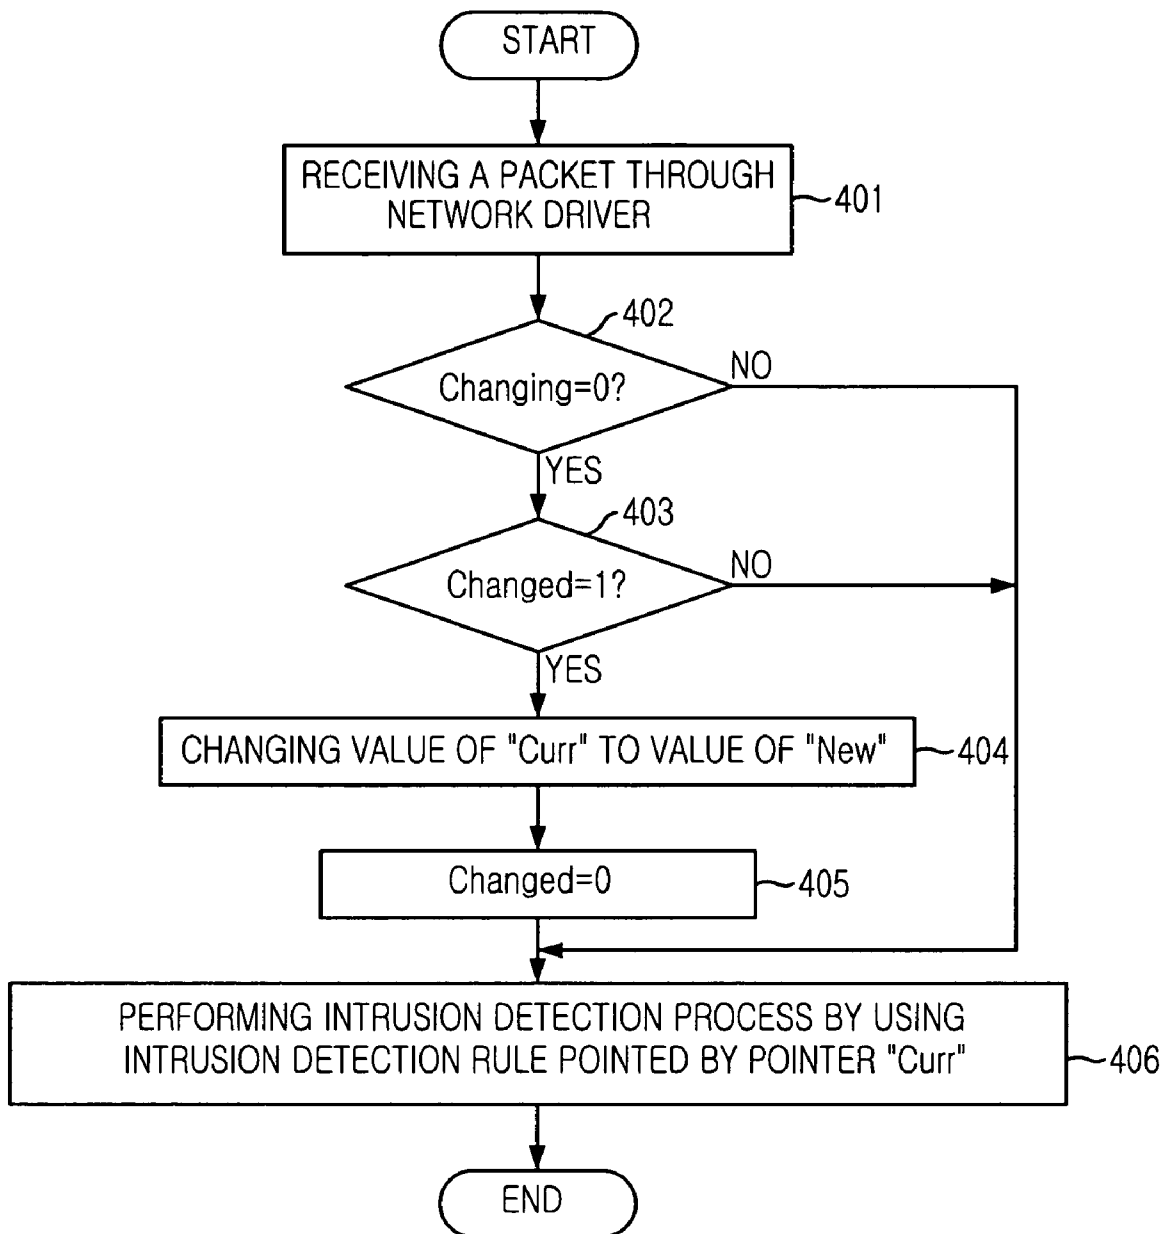 START
RECEIVING A PACKET THROUGH
NETWORK DRIVER
401
402
Changing=0?
NO
YES
403
Changed=1?
NO
YES
CHANGING VALUE OF "Curr" TO VALUE OF "New"
404
Changed=0
405
PERFORMING INTRUSION DETECTION PROCESS BY USING
INTRUSION DETECTION RULE POINTED BY POINTER "Curr"
406
END